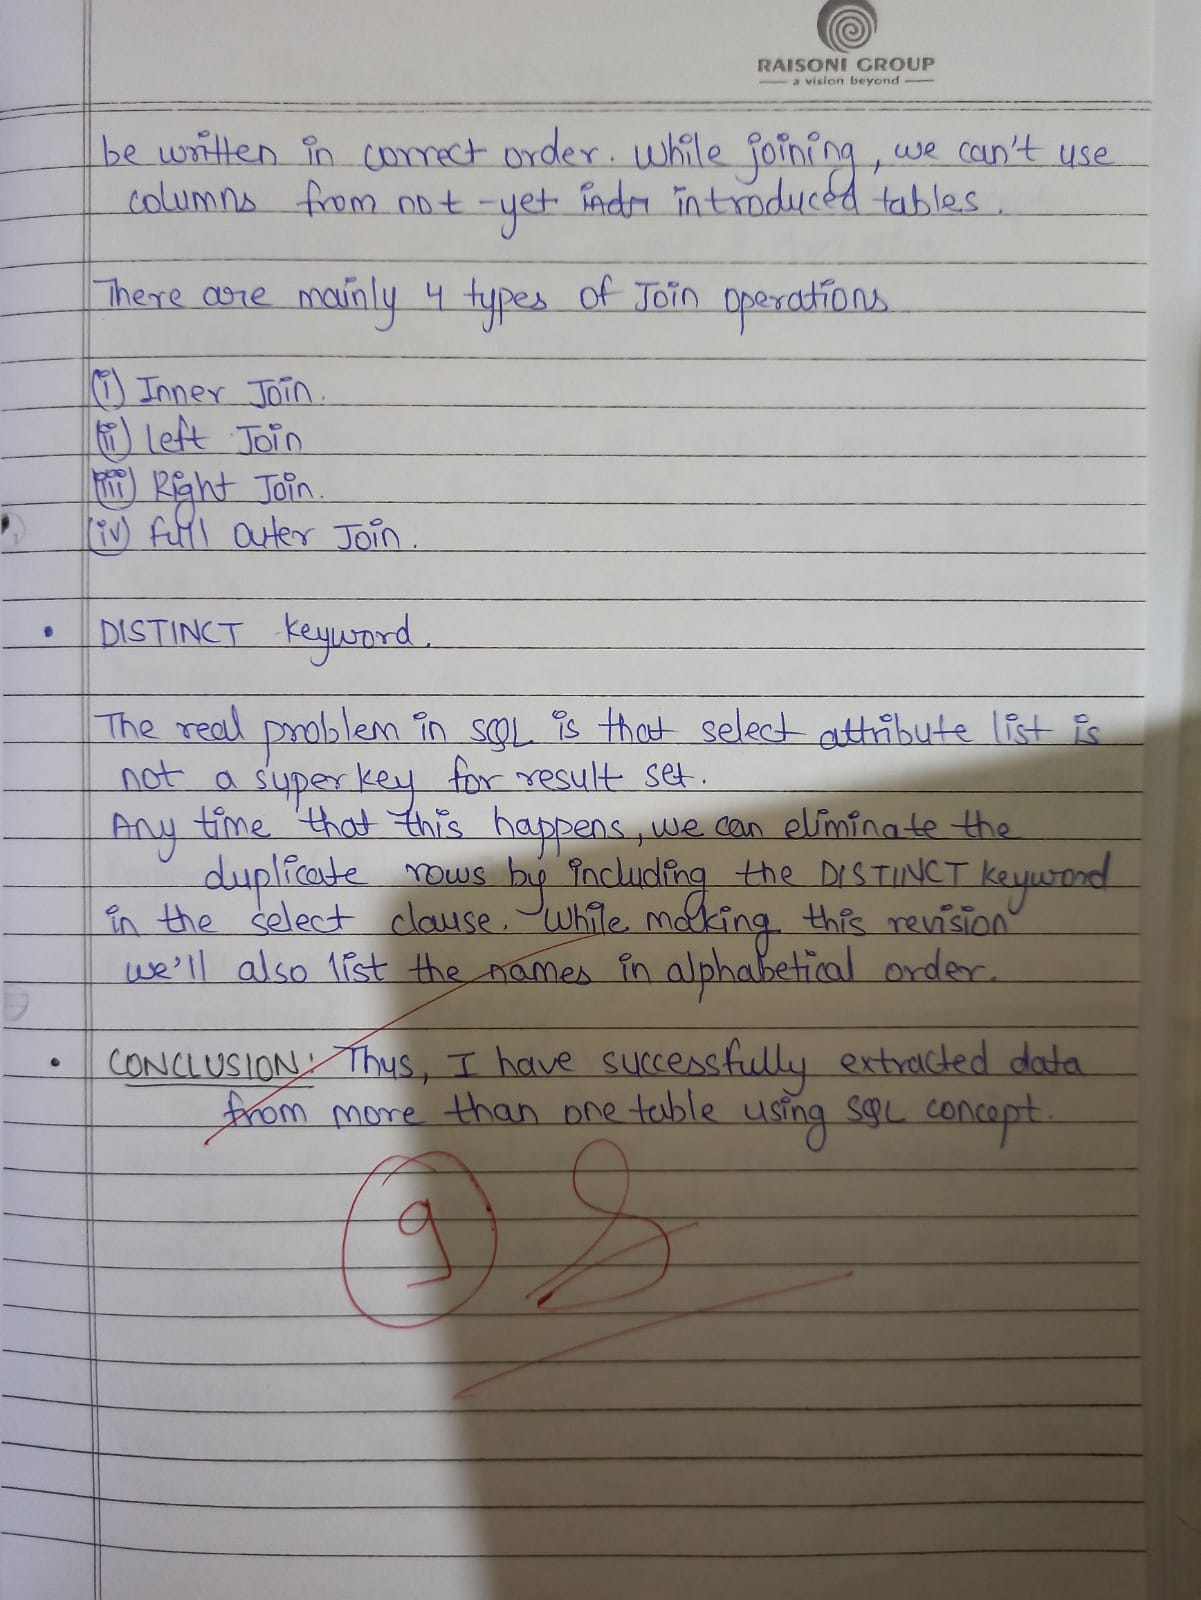 RAISONI GROUP
a vision beyond
be written in correct order. While joining, we can't use
columns from not-yet introduced tables.
There are mainly 4 types of Join operations
(i) Inner Join.
(ii) Left Join
(iii) Right Join.
(iv) Full Outer Join.
• DISTINCT keyword.
The real problem in SQL is that select attribute list is
not a superkey for result set.
Any time that this happens, we can eliminate the
duplicate rows by including the DISTINCT keyword
in the select clause. While making this revision
we'll also list the names in alphabetical order.
• CONCLUSION: Thus, I have successfully extracted data
from more than one table using SQL concept.
9